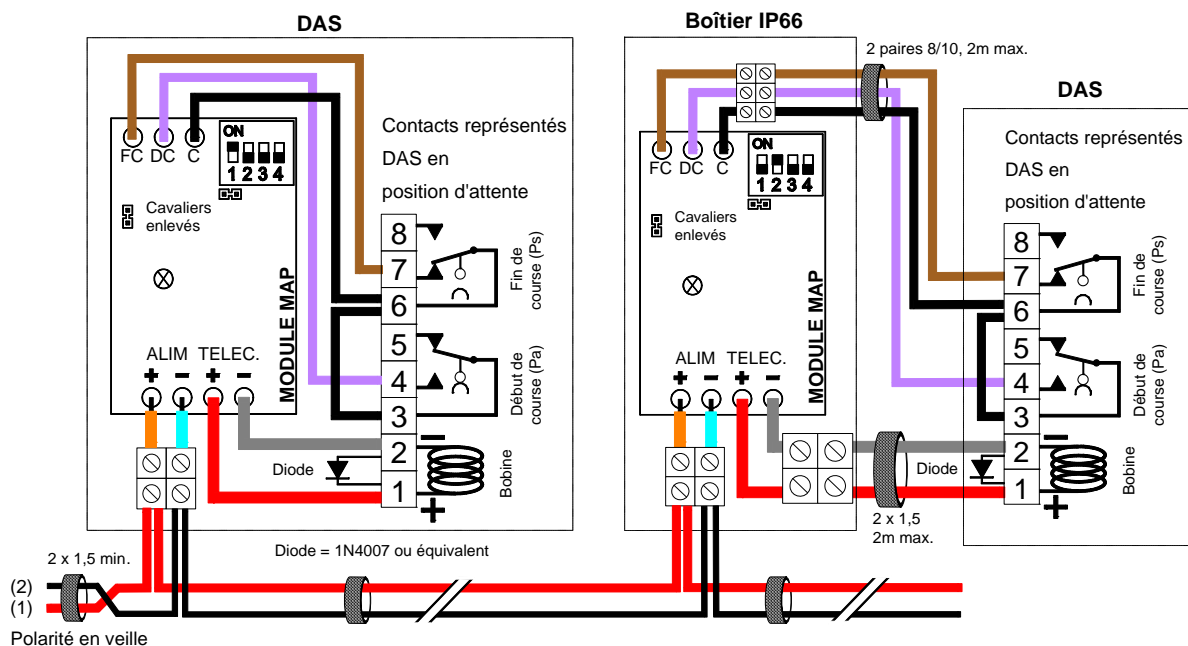 DAS
Boîtier IP66
2 paires 8/10, 2m max.
DAS
FC DC C
ON
1 2 3 4
Contacts représentés
DAS en
position d'attente
Cavaliers
enlevés
MODULE MAP
ALIM TELEC.
+ - + -
8
7
6
5
4
3
2
1
Fin de
course (Ps)
Début de
course (Pa)
Diode
Bobine
-
+
FC DC C
ON
1 2 3 4
Cavaliers
enlevés
MODULE MAP
ALIM TELEC.
+ - + -
Contacts représentés
DAS en
position d'attente
8
7
6
5
4
3
2
1
Fin de
course (Ps)
Début de
course (Pa)
Diode
Bobine
-
+
2 x 1,5
2m max.
Diode = 1N4007 ou équivalent
2 x 1,5 min.
(2)
(1)
Polarité en veille